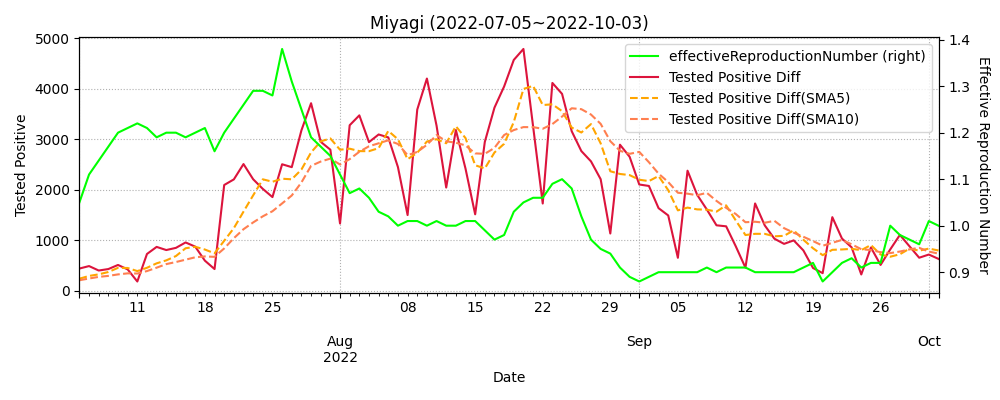 Miyagi (2022-07-05~2022-10-03)
effectiveReproductionNumber (right)
Tested Positive Diff
Tested Positive Diff(SMA5)
Tested Positive Diff(SMA10)
Tested Positive
5000
4000
3000
2000
1000
0
1.4
1.3
1.2
1.1
1.0
0.9
Effective Reproduction Number
11 18 25 08 15 22 29 05 12 19 26
Aug Sep Oct
2022
Date